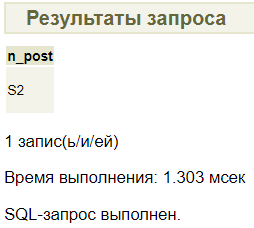 Результаты запроса
n_post
S2
1 запис(ь/и/ей)
Время выполнения: 1.303 мсек
SQL-запрос выполнен.